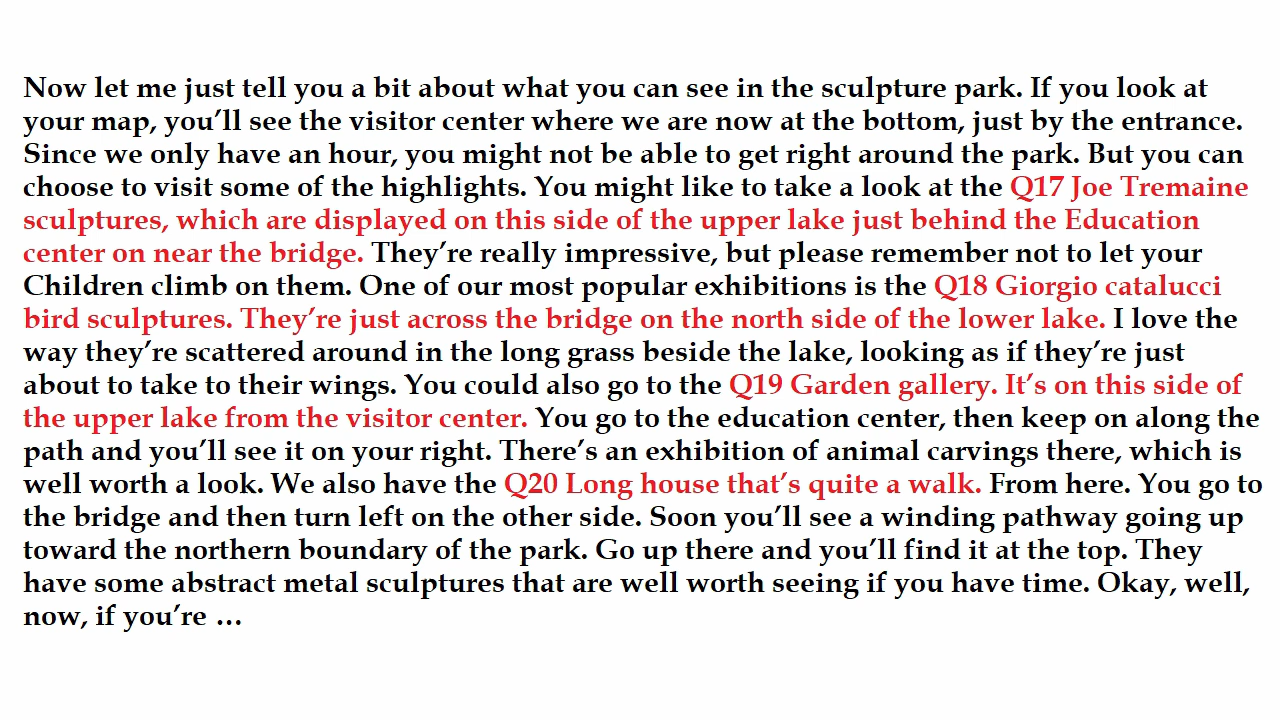 Now let me just tell you a bit about what you can see in the sculpture park. If you look at
your map, you’ll see the visitor center where we are now at the bottom, just by the entrance.
Since we only have an hour, you might not be able to get right around the park. But you can
choose to visit some of the highlights. You might like to take a look at the Q17 Joe Tremaine
sculptures, which are displayed on this side of the upper lake just behind the Education
center on near the bridge. They’re really impressive, but please remember not to let your
Children climb on them. One of our most popular exhibitions is the Q18 Giorgio catalucci
bird sculptures. They’re just across the bridge on the north side of the lower lake. I love the
way they’re scattered around in the long grass beside the lake, looking as if they’re just
about to take to their wings. You could also go to the Q19 Garden gallery. It’s on this side of
the upper lake from the visitor center. You go to the education center, then keep on along the
path and you’ll see it on your right. There’s an exhibition of animal carvings there, which is
well worth a look. We also have the Q20 Long house that’s quite a walk. From here. You go to
the bridge and then turn left on the other side. Soon you’ll see a winding pathway going up
toward the northern boundary of the park. Go up there and you’ll find it at the top. They
have some abstract metal sculptures that are well worth seeing if you have time. Okay, well,
now, if you’re …